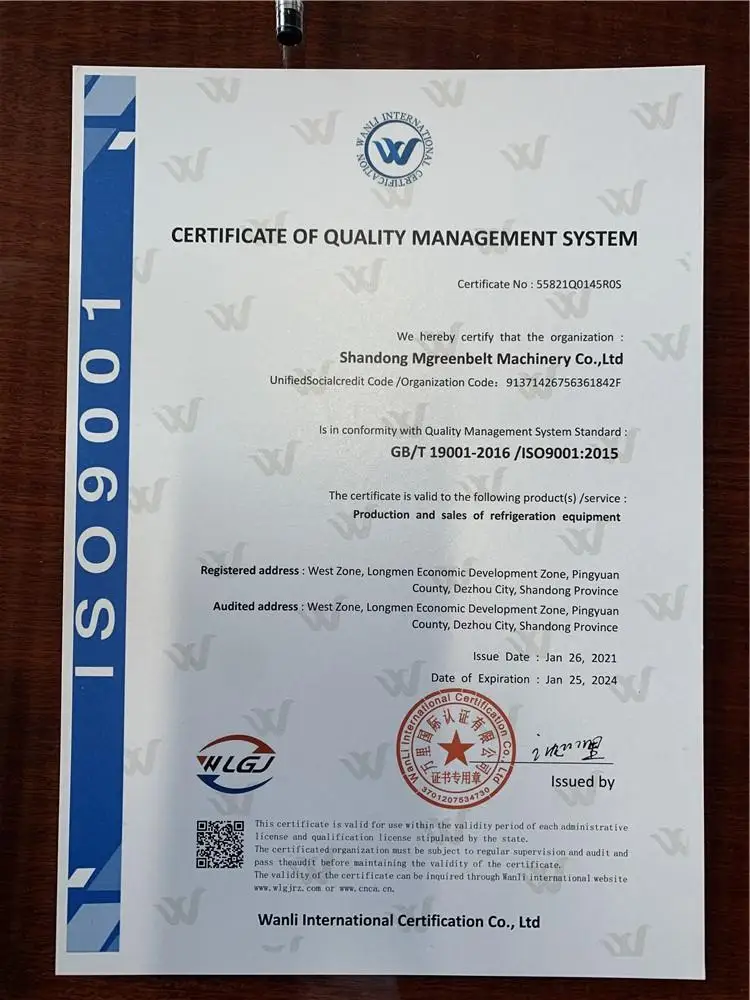 ISO9001
WANLI INTERNATIONAL CERTIFICATION
CERTIFICATE OF QUALITY MANAGEMENT SYSTEM
Certificate No : 55821Q0145R0S
We hereby certify that the organization :
Shandong Mgreenbelt Machinery Co.,Ltd
UnifiedSocialcredit Code /Organization Code: 91371426756361842F
Is in conformity with Quality Management System Standard :
GB/T 19001-2016 /ISO9001:2015
The certificate is valid to the following product(s) /service :
Production and sales of refrigeration equipment
Registered address : West Zone, Longmen Economic Development Zone, Pingyuan
County, Dezhou City, Shandong Province
Audited address : West Zone, Longmen Economic Development Zone, Pingyuan
County, Dezhou City, Shandong Province
Issue Date : Jan 26, 2021
Date of Expiration : Jan 25, 2024
WanLi International Certification Co., Ltd
万里国际认证有限公司
证书专用章
3701207534730
WLGJ
Issued by
This certificate is valid for use within the validity period of each administrative
license and qualification license stipulated by the state.
The certificated organization must be subject to regular supervision and audit and
pass theaudit before maintaining the validity of the certificate.
The validity of the certificate can be inquired through Wanli international website
www.wlgjrz.com or www.cnca.cn.
Wanli International Certification Co., Ltd